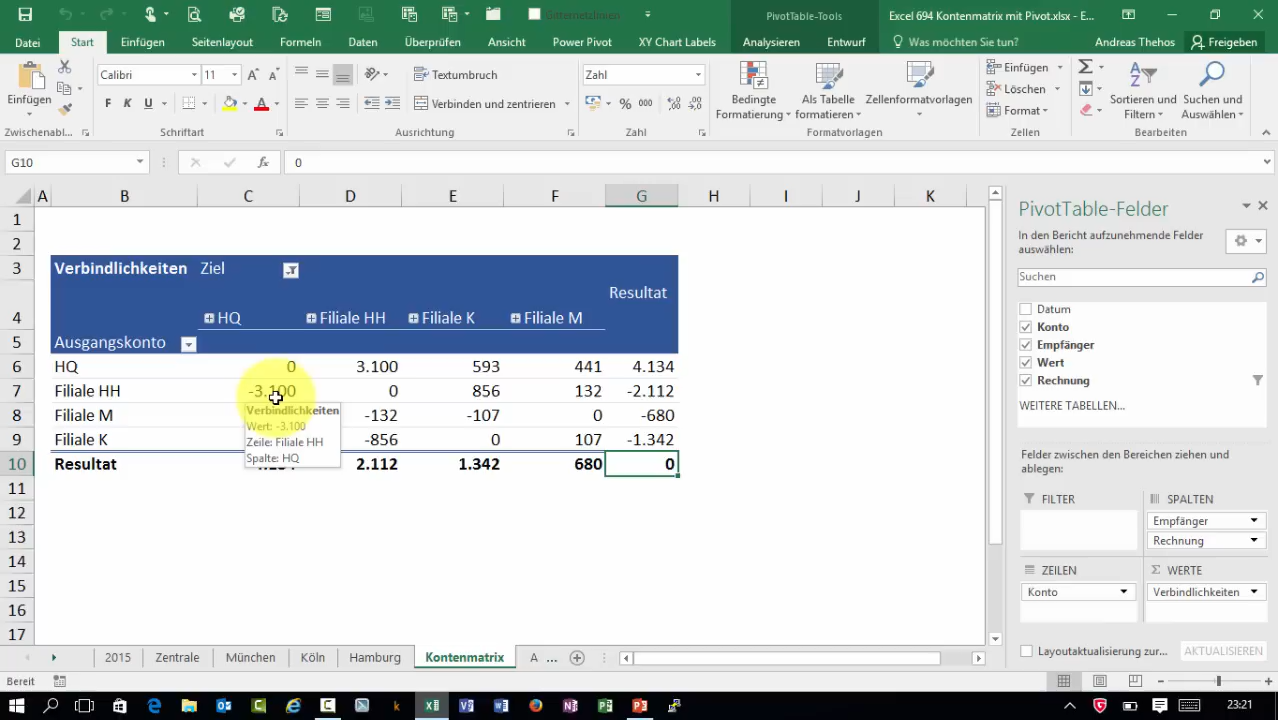 Gitternetzlinien
PivotTable-Tools
Excel 694 Kontenmatrix mit Pivot.xlsx - E...
Datei Start Einfügen Seitenlayout Formeln Daten Überprüfen Ansicht Power Pivot XY Chart Labels Analysieren Entwurf Was möchten Sie tun? Andreas Thehos Freigeben
Einfügen
Calibri 11
F K U
Textumbruch
Verbinden und zentrieren
Zahl
% 000
Bedingte
Formatierung
Als Tabelle
formatieren
Zellenformatvorlagen
Einfügen
Löschen
Format
Sortieren und
Filtern
Suchen und
Auswählen
Zwischenabl... Schriftart Ausrichtung Zahl Formatvorlagen Zellen Bearbeiten
G10 fx 0
A B C D E F G H I J K
1
2
3 Verbindlichkeiten Ziel
Resultat
4 HQ Filiale HH Filiale K Filiale M
5 Ausgangskonto
6 HQ 0 3.100 593 441 4.134
7 Filiale HH -3.100 0 856 132 -2.112
8 Filiale M -132 -107 0 -680
9 Filiale K -856 0 107 -1.342
10 Resultat 2.112 1.342 680 0
Verbindlichkeiten
Wert: -3.100
Zeile: Filiale HH
Spalte: HQ
11
12
13
14
15
16
17
PivotTable-Felder
In den Bericht aufzunehmende Felder
auswählen:
Suchen
Datum
Konto
Empfänger
Wert
Rechnung
WEITERE TABELLEN...
Felder zwischen den Bereichen ziehen und
ablegen:
FILTER SPALTEN
Empfänger
Rechnung
ZEILEN WERTE
Konto Verbindlichkeiten
Layoutaktualisierung zur... AKTUALISIEREN
2015 Zentrale München Köln Hamburg Kontenmatrix A ...
Bereit
23:21